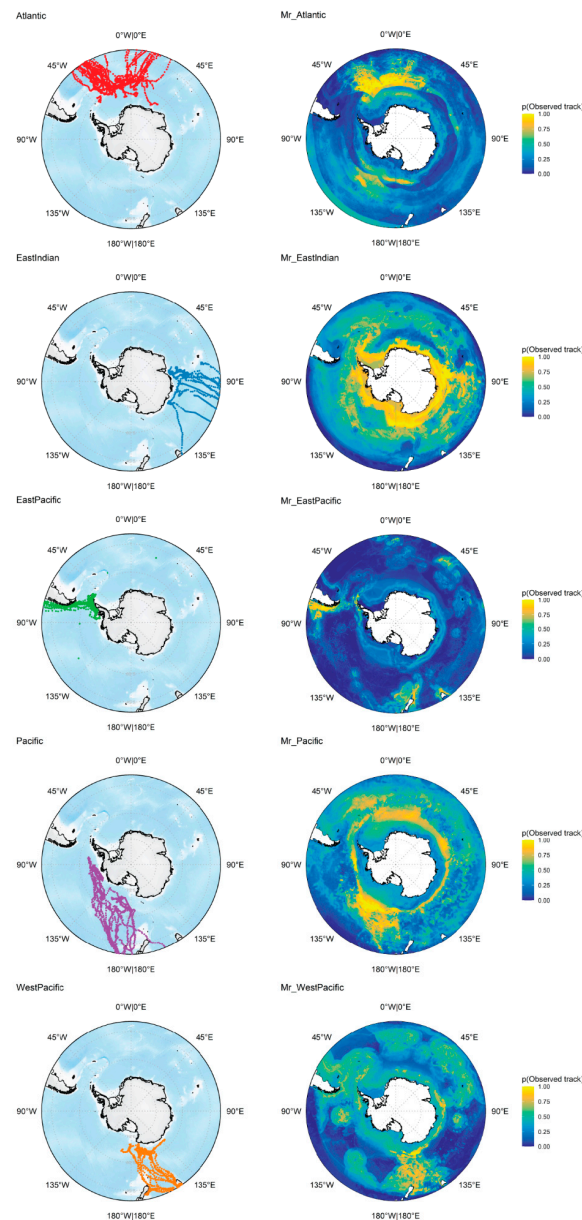 Atlantic
Mr_Atlantic
0°W|0°E
0°W|0°E
45°W
45°E
45°W
45°E
p(Observed track)
1.00
0.75
0.50
0.25
0.00
90°W
90°E
90°W
90°E
135°W
135°E
135°W
135°E
180°W|180°E
180°W|180°E
EastIndian
Mr_EastIndian
0°W|0°E
0°W|0°E
45°W
45°E
45°W
45°E
p(Observed track)
1.00
0.75
0.50
0.25
0.00
90°W
90°E
90°W
90°E
135°W
135°E
135°W
135°E
180°W|180°E
180°W|180°E
EastPacific
Mr_EastPacific
0°W|0°E
0°W|0°E
45°W
45°E
45°W
45°E
p(Observed track)
1.00
0.75
0.50
0.25
0.00
90°W
90°E
90°W
90°E
135°W
135°E
135°W
135°E
180°W|180°E
180°W|180°E
Pacific
Mr_Pacific
0°W|0°E
0°W|0°E
45°W
45°E
45°W
45°E
p(Observed track)
1.00
0.75
0.50
0.25
0.00
90°W
90°E
90°W
90°E
135°W
135°E
135°W
135°E
180°W|180°E
180°W|180°E
WestPacific
Mr_WestPacific
0°W|0°E
0°W|0°E
45°W
45°E
45°W
45°E
p(Observed track)
1.00
0.75
0.50
0.25
0.00
90°W
90°E
90°W
90°E
135°W
135°E
135°W
135°E
180°W|180°E
180°W|180°E